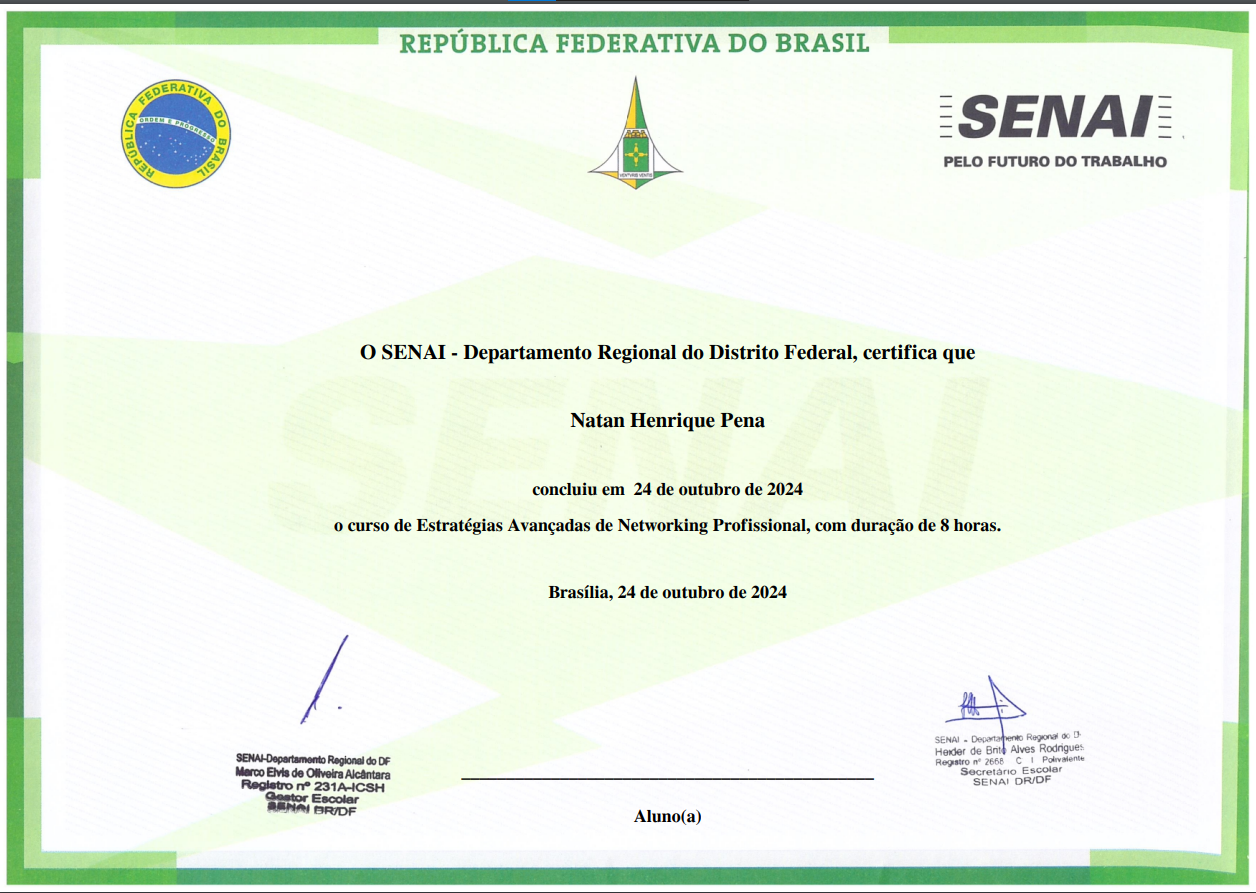 REPÚBLICA FEDERATIVA DO BRASIL
REPÚBLICA FEDERATIVA DO BRASIL
ORDEM E PROGRESSO
VENTURIS VENTIS
SENAI
PELO FUTURO DO TRABALHO
SENAI
O SENAI - Departamento Regional do Distrito Federal, certifica que
Natan Henrique Pena
concluiu em 24 de outubro de 2024
o curso de Estratégias Avançadas de Networking Profissional, com duração de 8 horas.
Brasília, 24 de outubro de 2024
SENAI-Departamento Regional do DF
Marco Elvis de Oliveira Alcântara
Registro nº 231A-ICSH
Gestor Escolar
SENAI DR/DF
Aluno(a)
SENAI - Departamento Regional do
Heider de Brito Alves Rodrigues
Registro nº 2668 C I Polivalente
Secretário Escolar
SENAI DR/DF